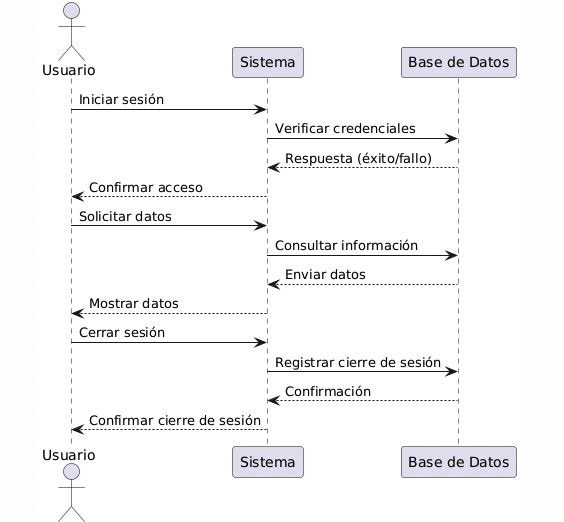 Usuario
Sistema
Base de Datos
Iniciar sesión
Verificar credenciales
Respuesta (éxito/fallo)
Confirmar acceso
Solicitar datos
Consultar información
Enviar datos
Mostrar datos
Cerrar sesión
Registrar cierre de sesión
Confirmación
Confirmar cierre de sesión
Usuario
Sistema
Base de Datos